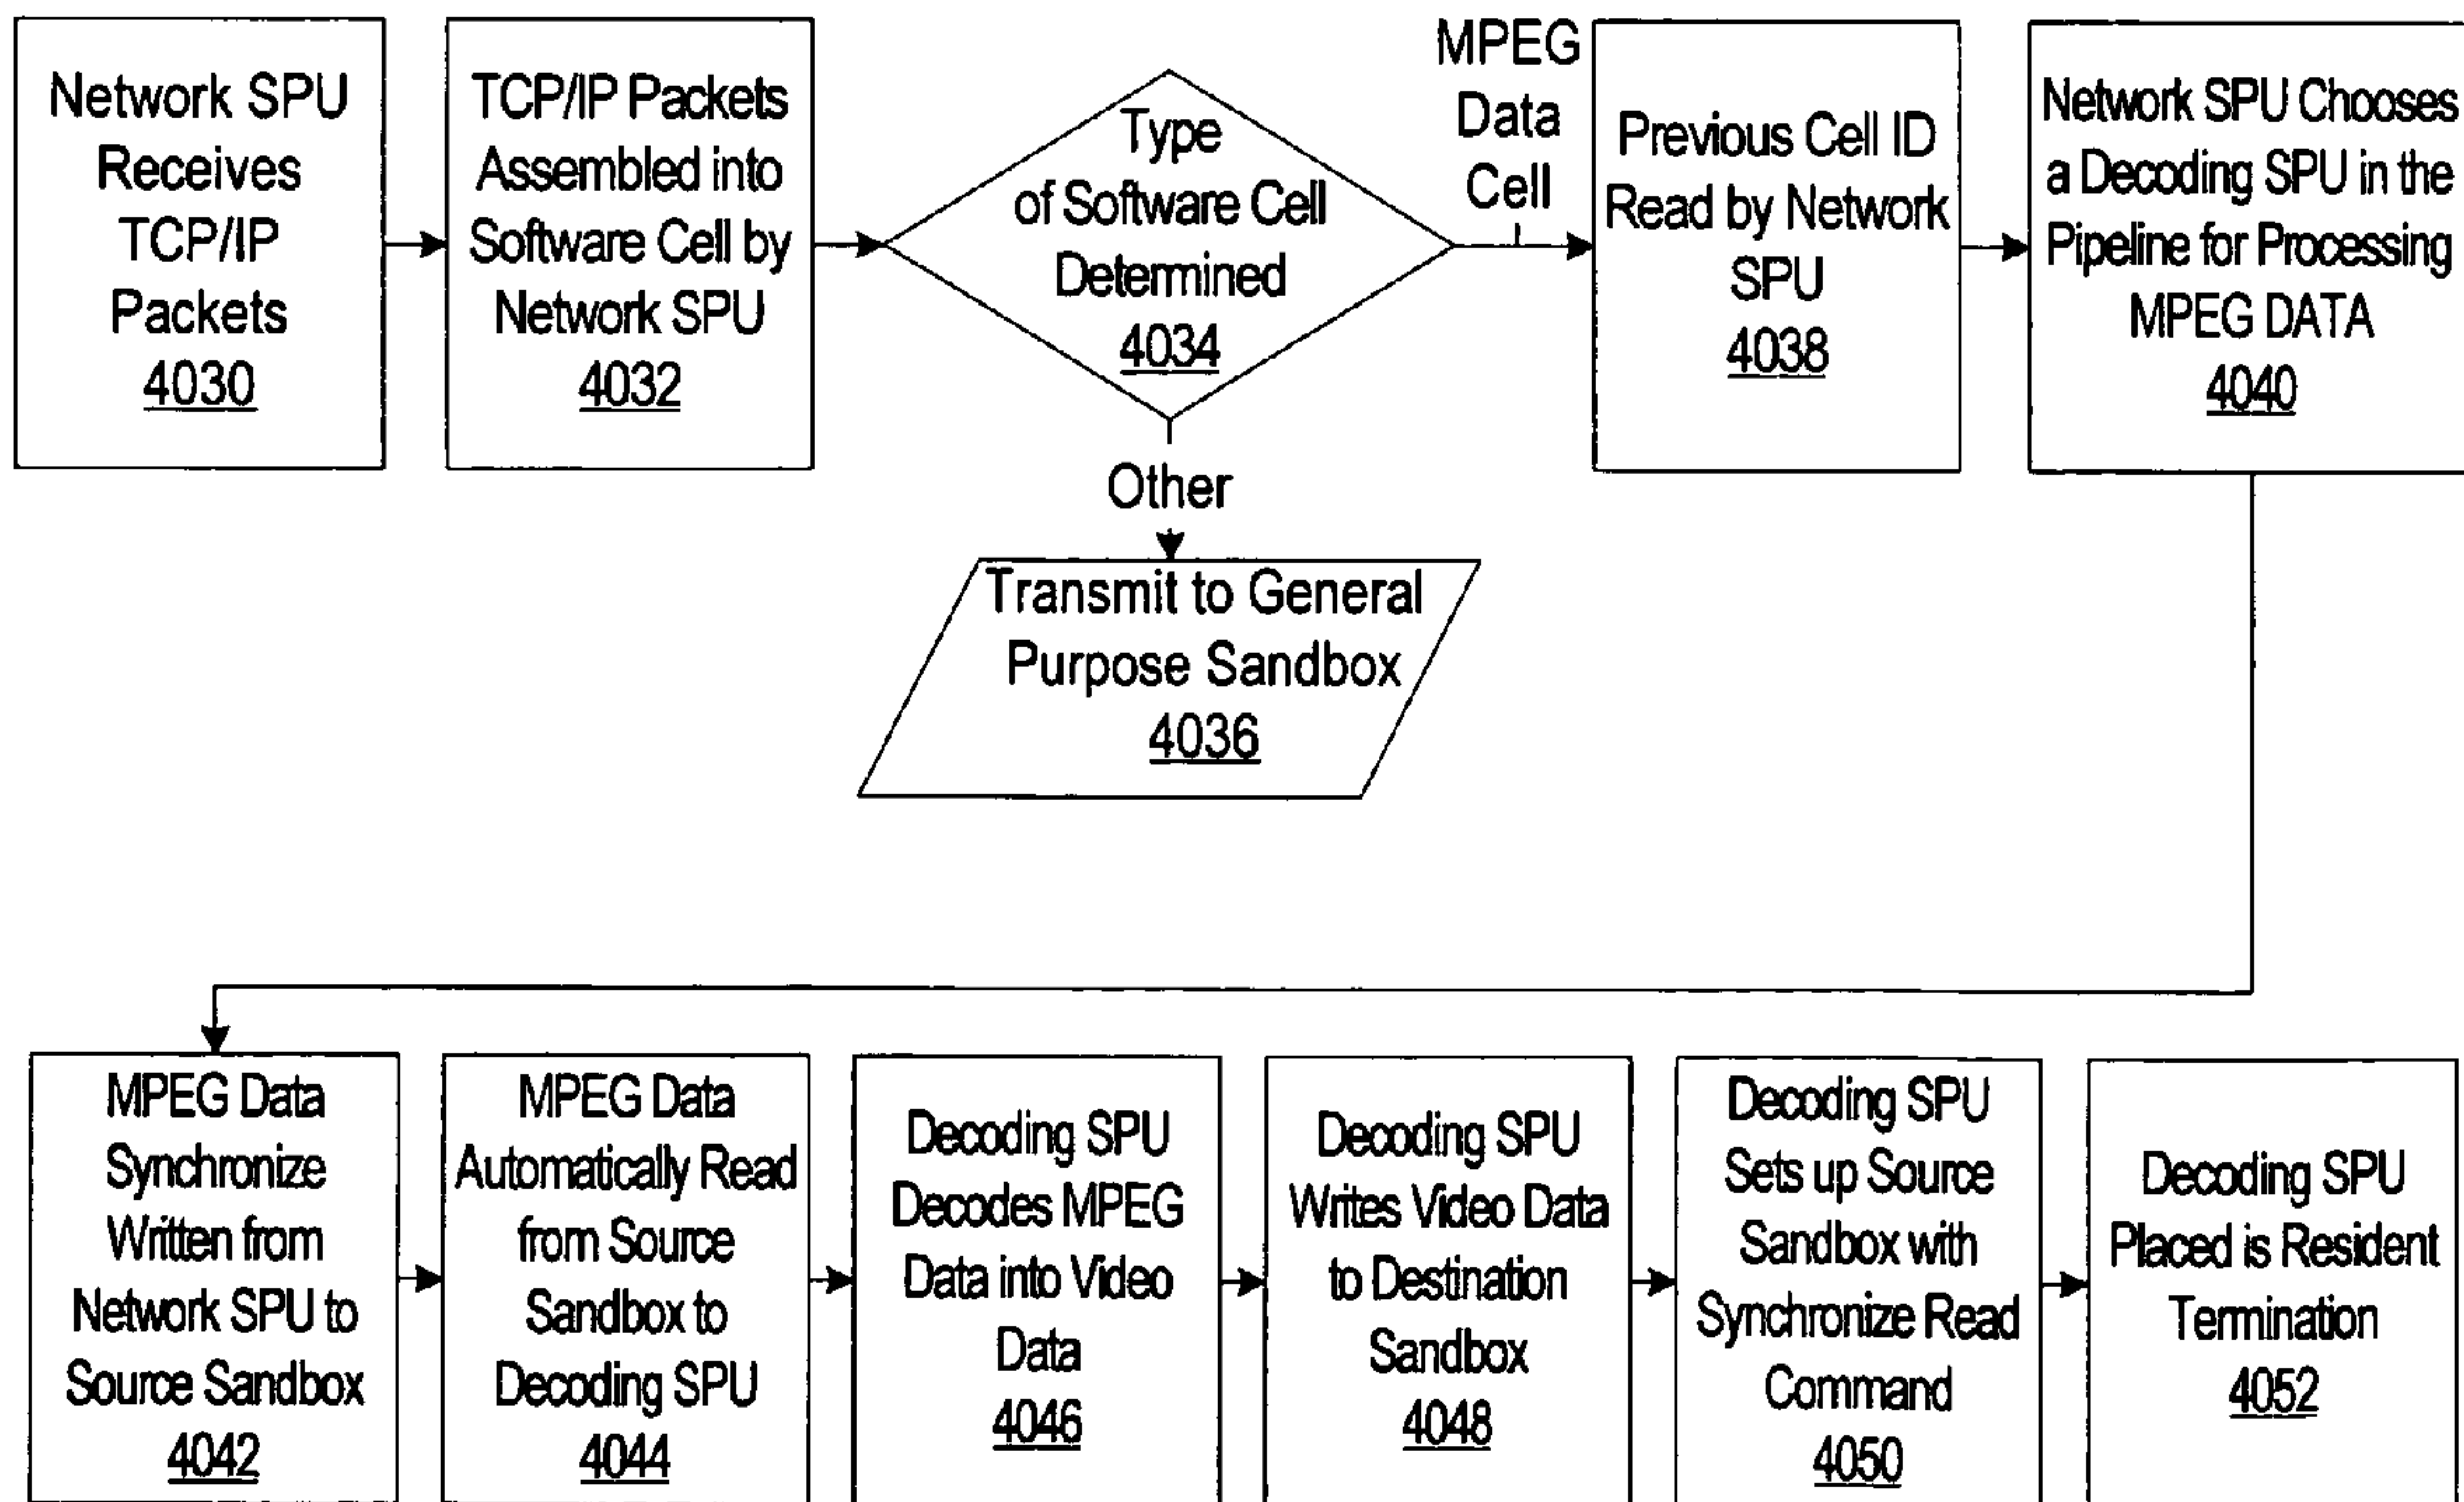 Network SPU
Receives
TCP/IP
Packets
4030
TCP/IP Packets
Assembled into
Software Cell by
Network SPU
4032
Type
of Software Cell
Determined
4034
MPEG
Data
Cell
Previous Cell ID
Read by Network
SPU
4038
Network SPU Chooses
a Decoding SPU in the
Pipeline for Processing
MPEG DATA
4040
Other
Transmit to General
Purpose Sandbox
4036
MPEG Data
Synchronize
Written from
Network SPU to
Source Sandbox
4042
MPEG Data
Automatically Read
from Source
Sandbox to
Decoding SPU
4044
Decoding SPU
Decodes MPEG
Data into Video
Data
4046
Decoding SPU
Writes Video Data
to Destination
Sandbox
4048
Decoding SPU
Sets up Source
Sandbox with
Synchronize Read
Command
4050
Decoding SPU
Placed is Resident
Termination
4052